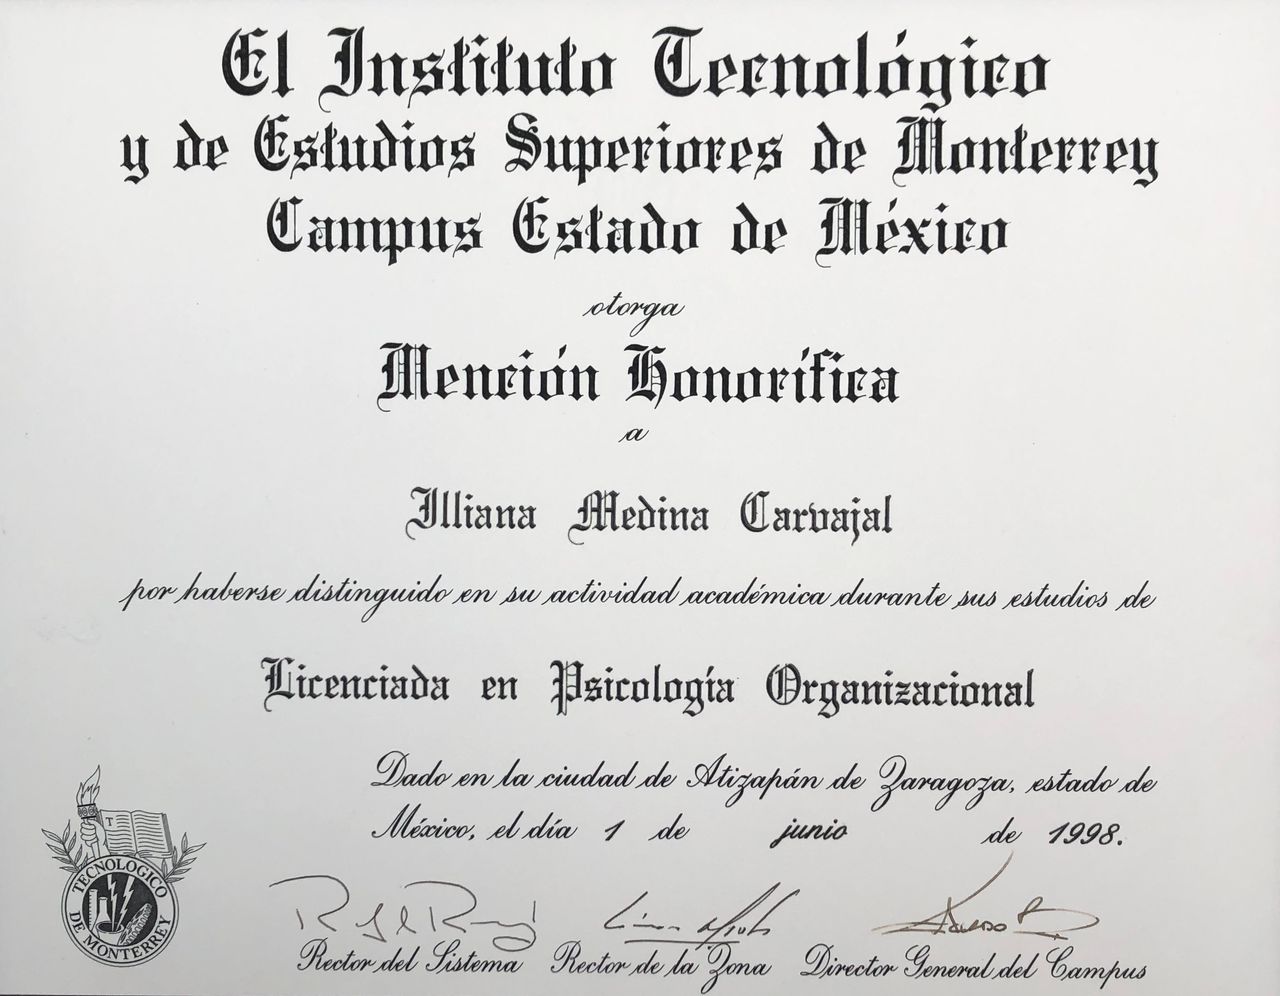 El Instituto Tecnológico
y de Estudios Superiores de Monterrey
Campus Estado de México
otorga
Mención Honorífica
a
Illiana Medina Carvajal
por haberse distinguido en su actividad académica durante sus estudios de
Licenciada en Psicología Organizacional
Dado en la ciudad de Atizapán de Zaragoza, estado de
México, el día 1 de junio de 1998.
T
TECNOLOGICO
DE MONTERREY
Rector del Sistema Rector de la Zona Director General del Campus